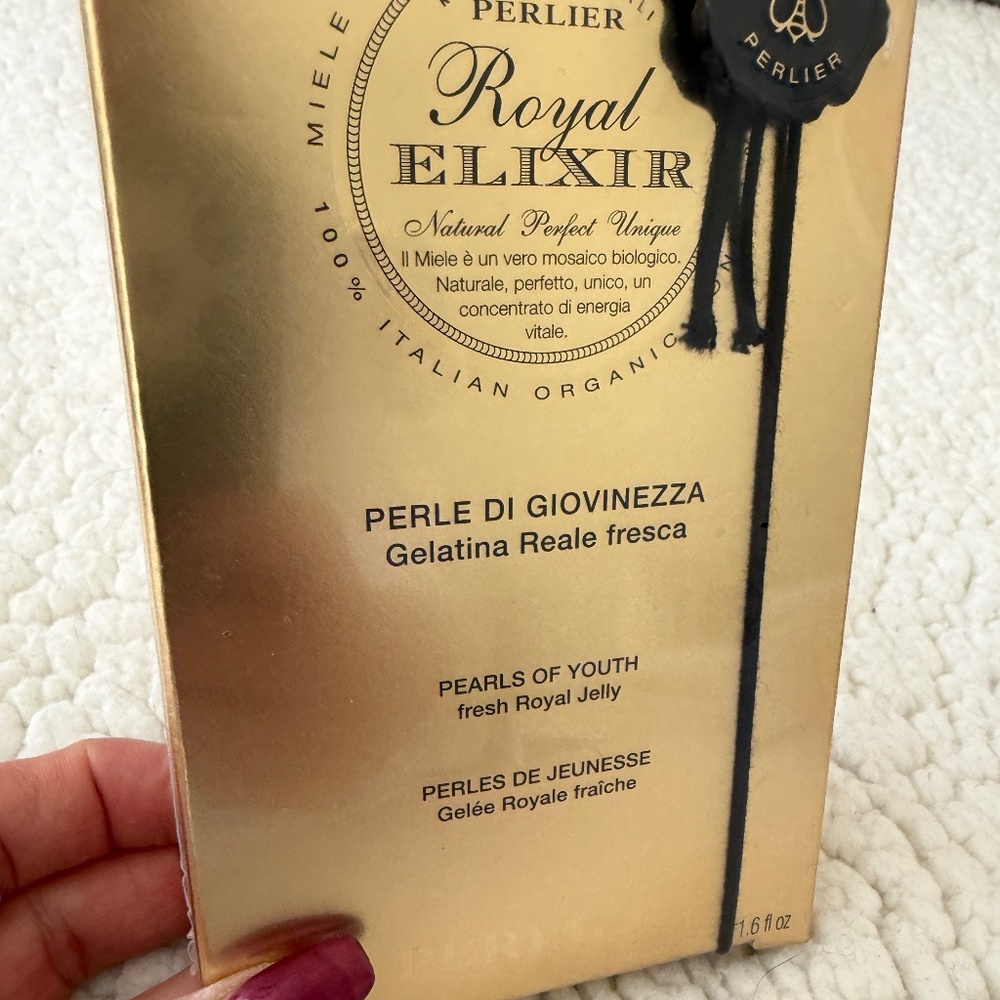 PERLIER
Royal
ELIXIR
Natural Perfect Unique
Il Miele è un vero mosaico biologico.
Naturale, perfetto, unico, un
concentrato di energia
vitale.
MIELE
100% ITALIAN ORGANIC
PERLIER
PERLE DI GIOVINEZZA
Gelatina Reale fresca
PEARLS OF YOUTH
fresh Royal Jelly
PERLES DE JEUNESSE
Gelée Royale fraîche
1.6 fl oz